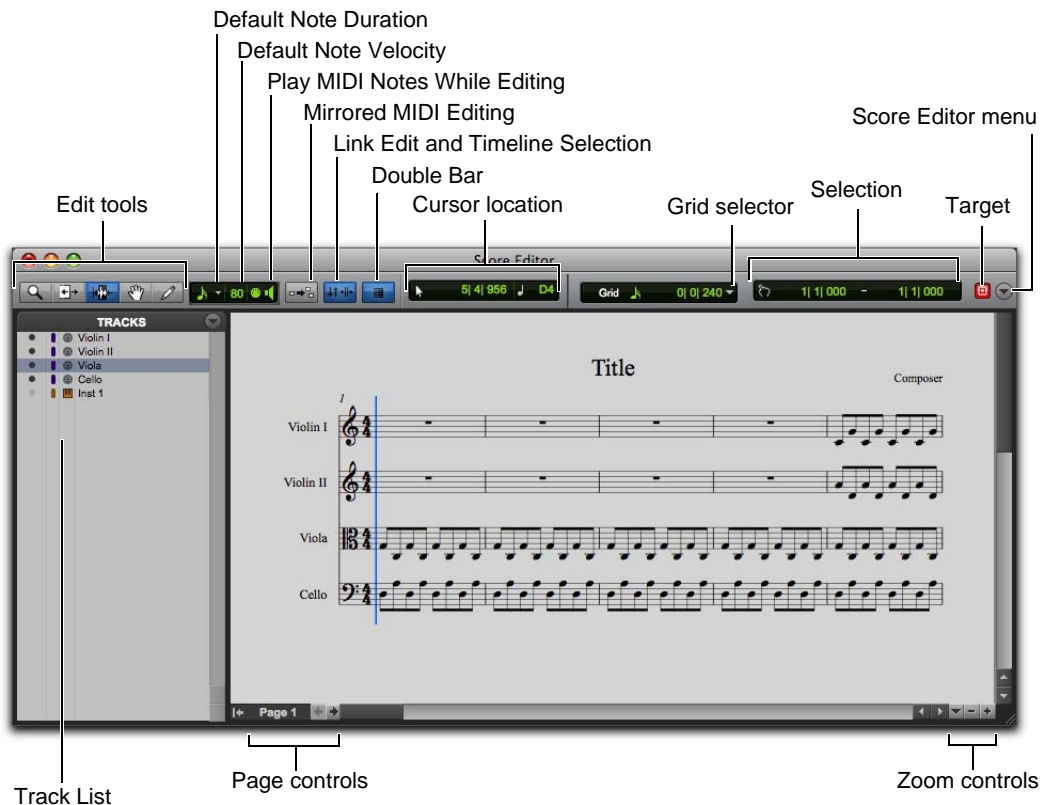 Default Note Duration
Default Note Velocity
Play MIDI Notes While Editing
Mirrored MIDI Editing
Link Edit and Timeline Selection
Double Bar
Cursor location
Edit tools
Score Editor menu
Selection
Grid selector
Target
Score Editor
80
5| 4| 956
D4
Grid
0| 0| 240
1| 1| 000 - 1| 1| 000
TRACKS
Violin I
Violin II
Viola
Cello
Inst 1
Title
Composer
1
Violin I
Violin II
Viola
Cello
Page 1
Page controls
Zoom controls
Track List